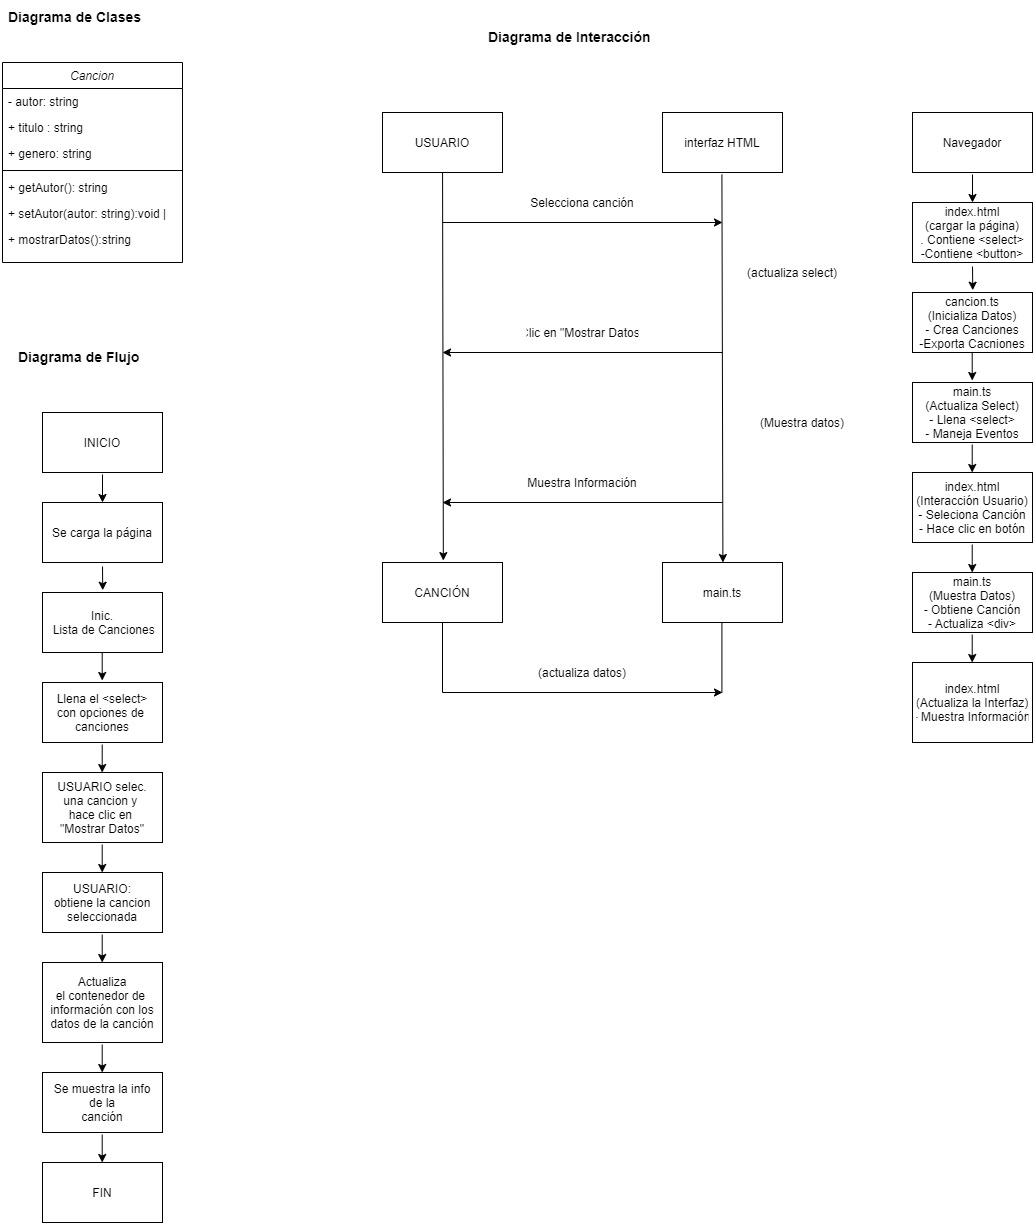 Diagrama de Clases
Cancion
- autor: string
+ titulo : string
+ genero: string
+ getAutor(): string
+ setAutor(autor: string):void |
+ mostrarDatos():string
Diagrama de Flujo
INICIO
Se carga la página
Inic.
Lista de Canciones
Llena el <select>
con opciones de
canciones
USUARIO selec.
una cancion y
hace clic en
"Mostrar Datos"
USUARIO:
obtiene la cancion
seleccionada
Actualiza
el contenedor de
información con los
datos de la canción
Se muestra la info
de la
canción
FIN
Diagrama de Interacción
USUARIO
interfaz HTML
Selecciona canción
(actualiza select)
Clic en "Mostrar Datos
(Muestra datos)
Muestra Información
CANCIÓN
main.ts
(actualiza datos)
Navegador
index.html
(cargar la página)
. Contiene <select>
-Contiene <button>
cancion.ts
(Inicializa Datos)
- Crea Canciones
-Exporta Cacniones
main.ts
(Actualiza Select)
- Llena <select>
- Maneja Eventos
index.html
(Interacción Usuario)
- Seleciona Canción
- Hace clic en botón
main.ts
(Muestra Datos)
- Obtiene Canción
- Actualiza <div>
index.html
(Actualiza la Interfaz)
- Muestra Información